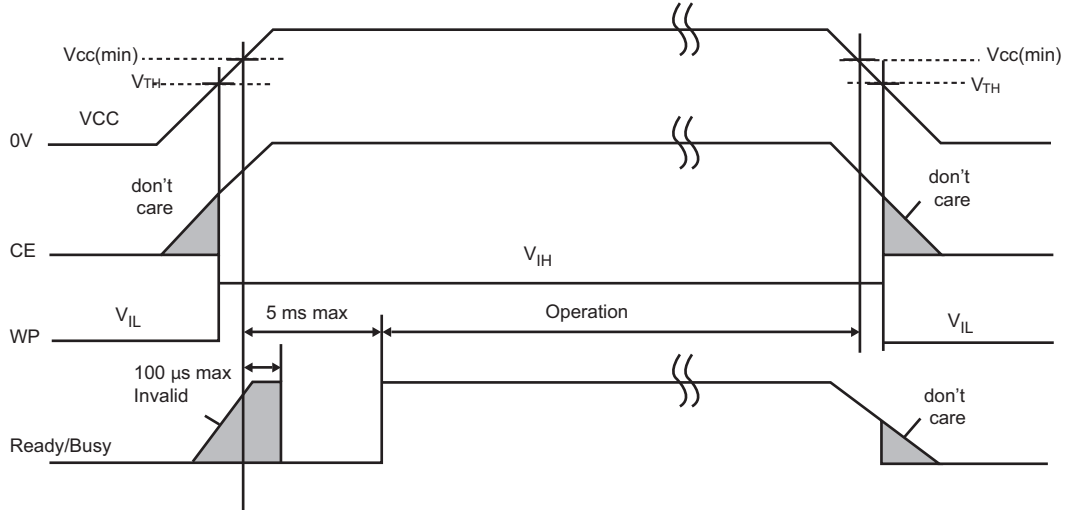 Vcc(min)
Vcc(min)
VTH
VTH
VCC
0V
don't
care
don't
care
CE
VIH
VIL
5 ms max
Operation
VIL
WP
100 µs max
Invalid
don't
care
Ready/Busy